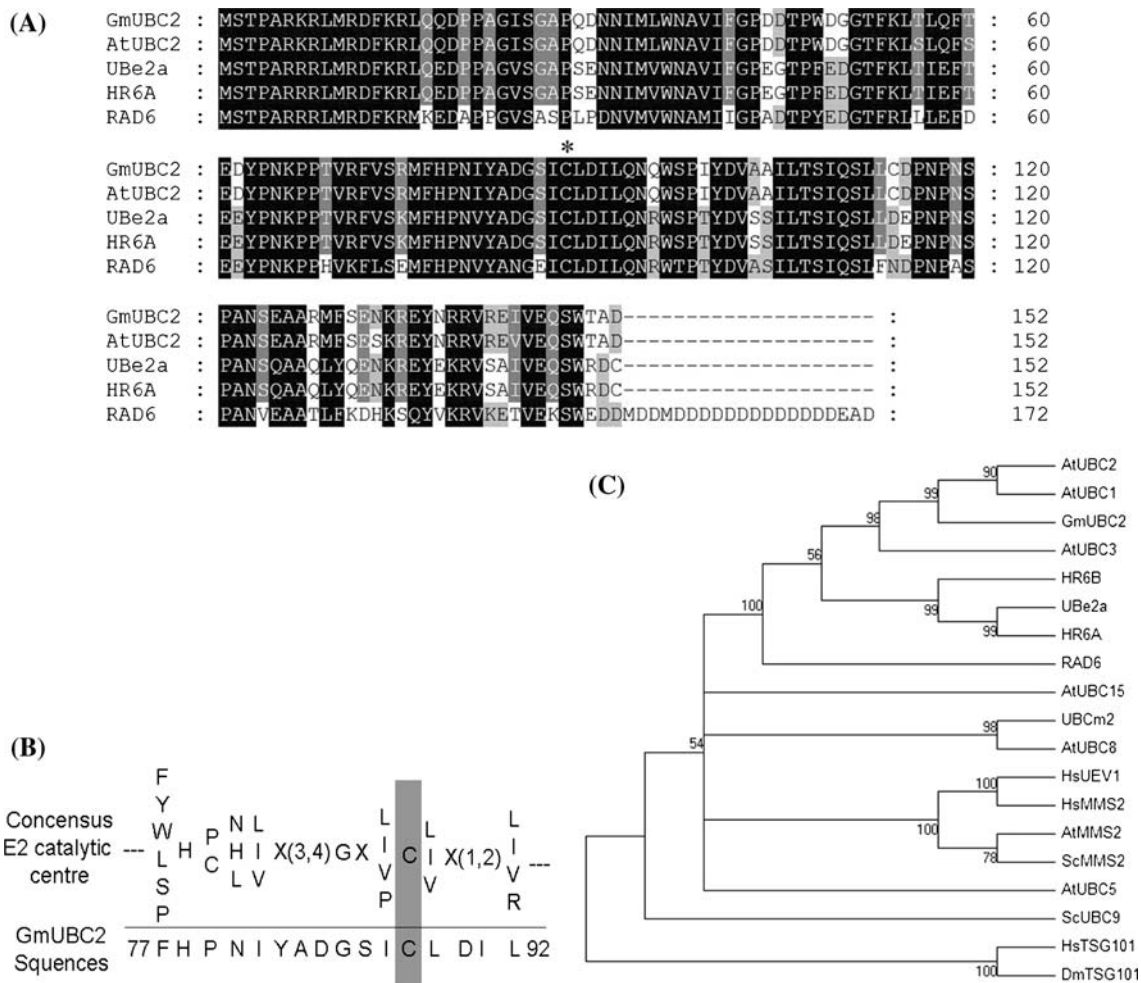 (A)
GmUBC2 : MSTPARKRLMRDFKRLQQDPPAGISGAPQDNNIMLWNAVIFGPDDTPWDGGTFKLTLQFT : 60
AtUBC2 : MSTPARKRLMRDFKRLQQDPPAGISGAPQDNNIMLWNAVIFGPDDTPWDGGTFKLSLQFS : 60
UBe2a : MSTPARRRLMRDFKRLQEDPPAGVSGAPSENNIMVWNAVIFGPEGTPFEDGTFKLTIEFT : 60
HR6A : MSTPARRRLMRDFKRLQEDPPAGVSGAPSENNIMVWNAVIFGPEGTPFEDGTFKLTIEFT : 60
RAD6 : MSTPARRRLMRDFKRMKEDAPPGVSASPLPDNVMVWNAMIIGPADTPYEDGTFRLLLEFD : 60
*
GmUBC2 : EDYPNKPPTVRFVSRMFHPNIYADGSICLDILQNQWSPIYDVAAILTSIQSLLCDPNPNS : 120
AtUBC2 : EDYPNKPPTVRFVSRMFHPNIYADGSICLDILQNQWSPIYDVAAILTSIQSLLCDPNPNS : 120
UBe2a : EEYPNKPPTVRFVSKMFHPNVYADGSICLDILQNRWSPTYDVSSILTSIQSLLDEPNPNS : 120
HR6A : EEYPNKPPTVRFVSKMFHPNVYADGSICLDILQNRWSPTYDVSSILTSIQSLLDEPNPNS : 120
RAD6 : EEYPNKPPHVKFLSEMFHPNVYANGEICLDILQNRWTPTYDVASILTSIQSLFNDPNPAS : 120
GmUBC2 : PANSEAARMFSENKREYNRRVREIVEQSWTAD-------------------- : 152
AtUBC2 : PANSEAARMFSESKREYNRRVREVVEQSWTAD-------------------- : 152
UBe2a : PANSQAAQLYQENKREYEKRVSAIVEQSWRDC-------------------- : 152
HR6A : PANSQAAQLYQENKREYEKRVSAIVEQSWRDC-------------------- : 152
RAD6 : PANVEAATLFKDHKSQYVKRVKETVEKSWEDDMDDMDDDDDDDDDDDDDEAD : 172
(B)
Concensus
E2 catalytic
centre
--- F Y W L S P H P C N H L L I V X(3,4) G X L I V P C L I V X(1,2) L I V R ---
GmUBC2
Squences
77 F H P N I Y A D G S I C L D I L 92
(C)
AtUBC2
90
AtUBC1
99
GmUBC2
98
AtUBC3
56
HR6B
100
UBe2a
99
99
HR6A
RAD6
AtUBC15
UBCm2
98
54
AtUBC8
HsUEV1
100
HsMMS2
100
AtMMS2
78
ScMMS2
AtUBC5
ScUBC9
HsTSG101
100
DmTSG101